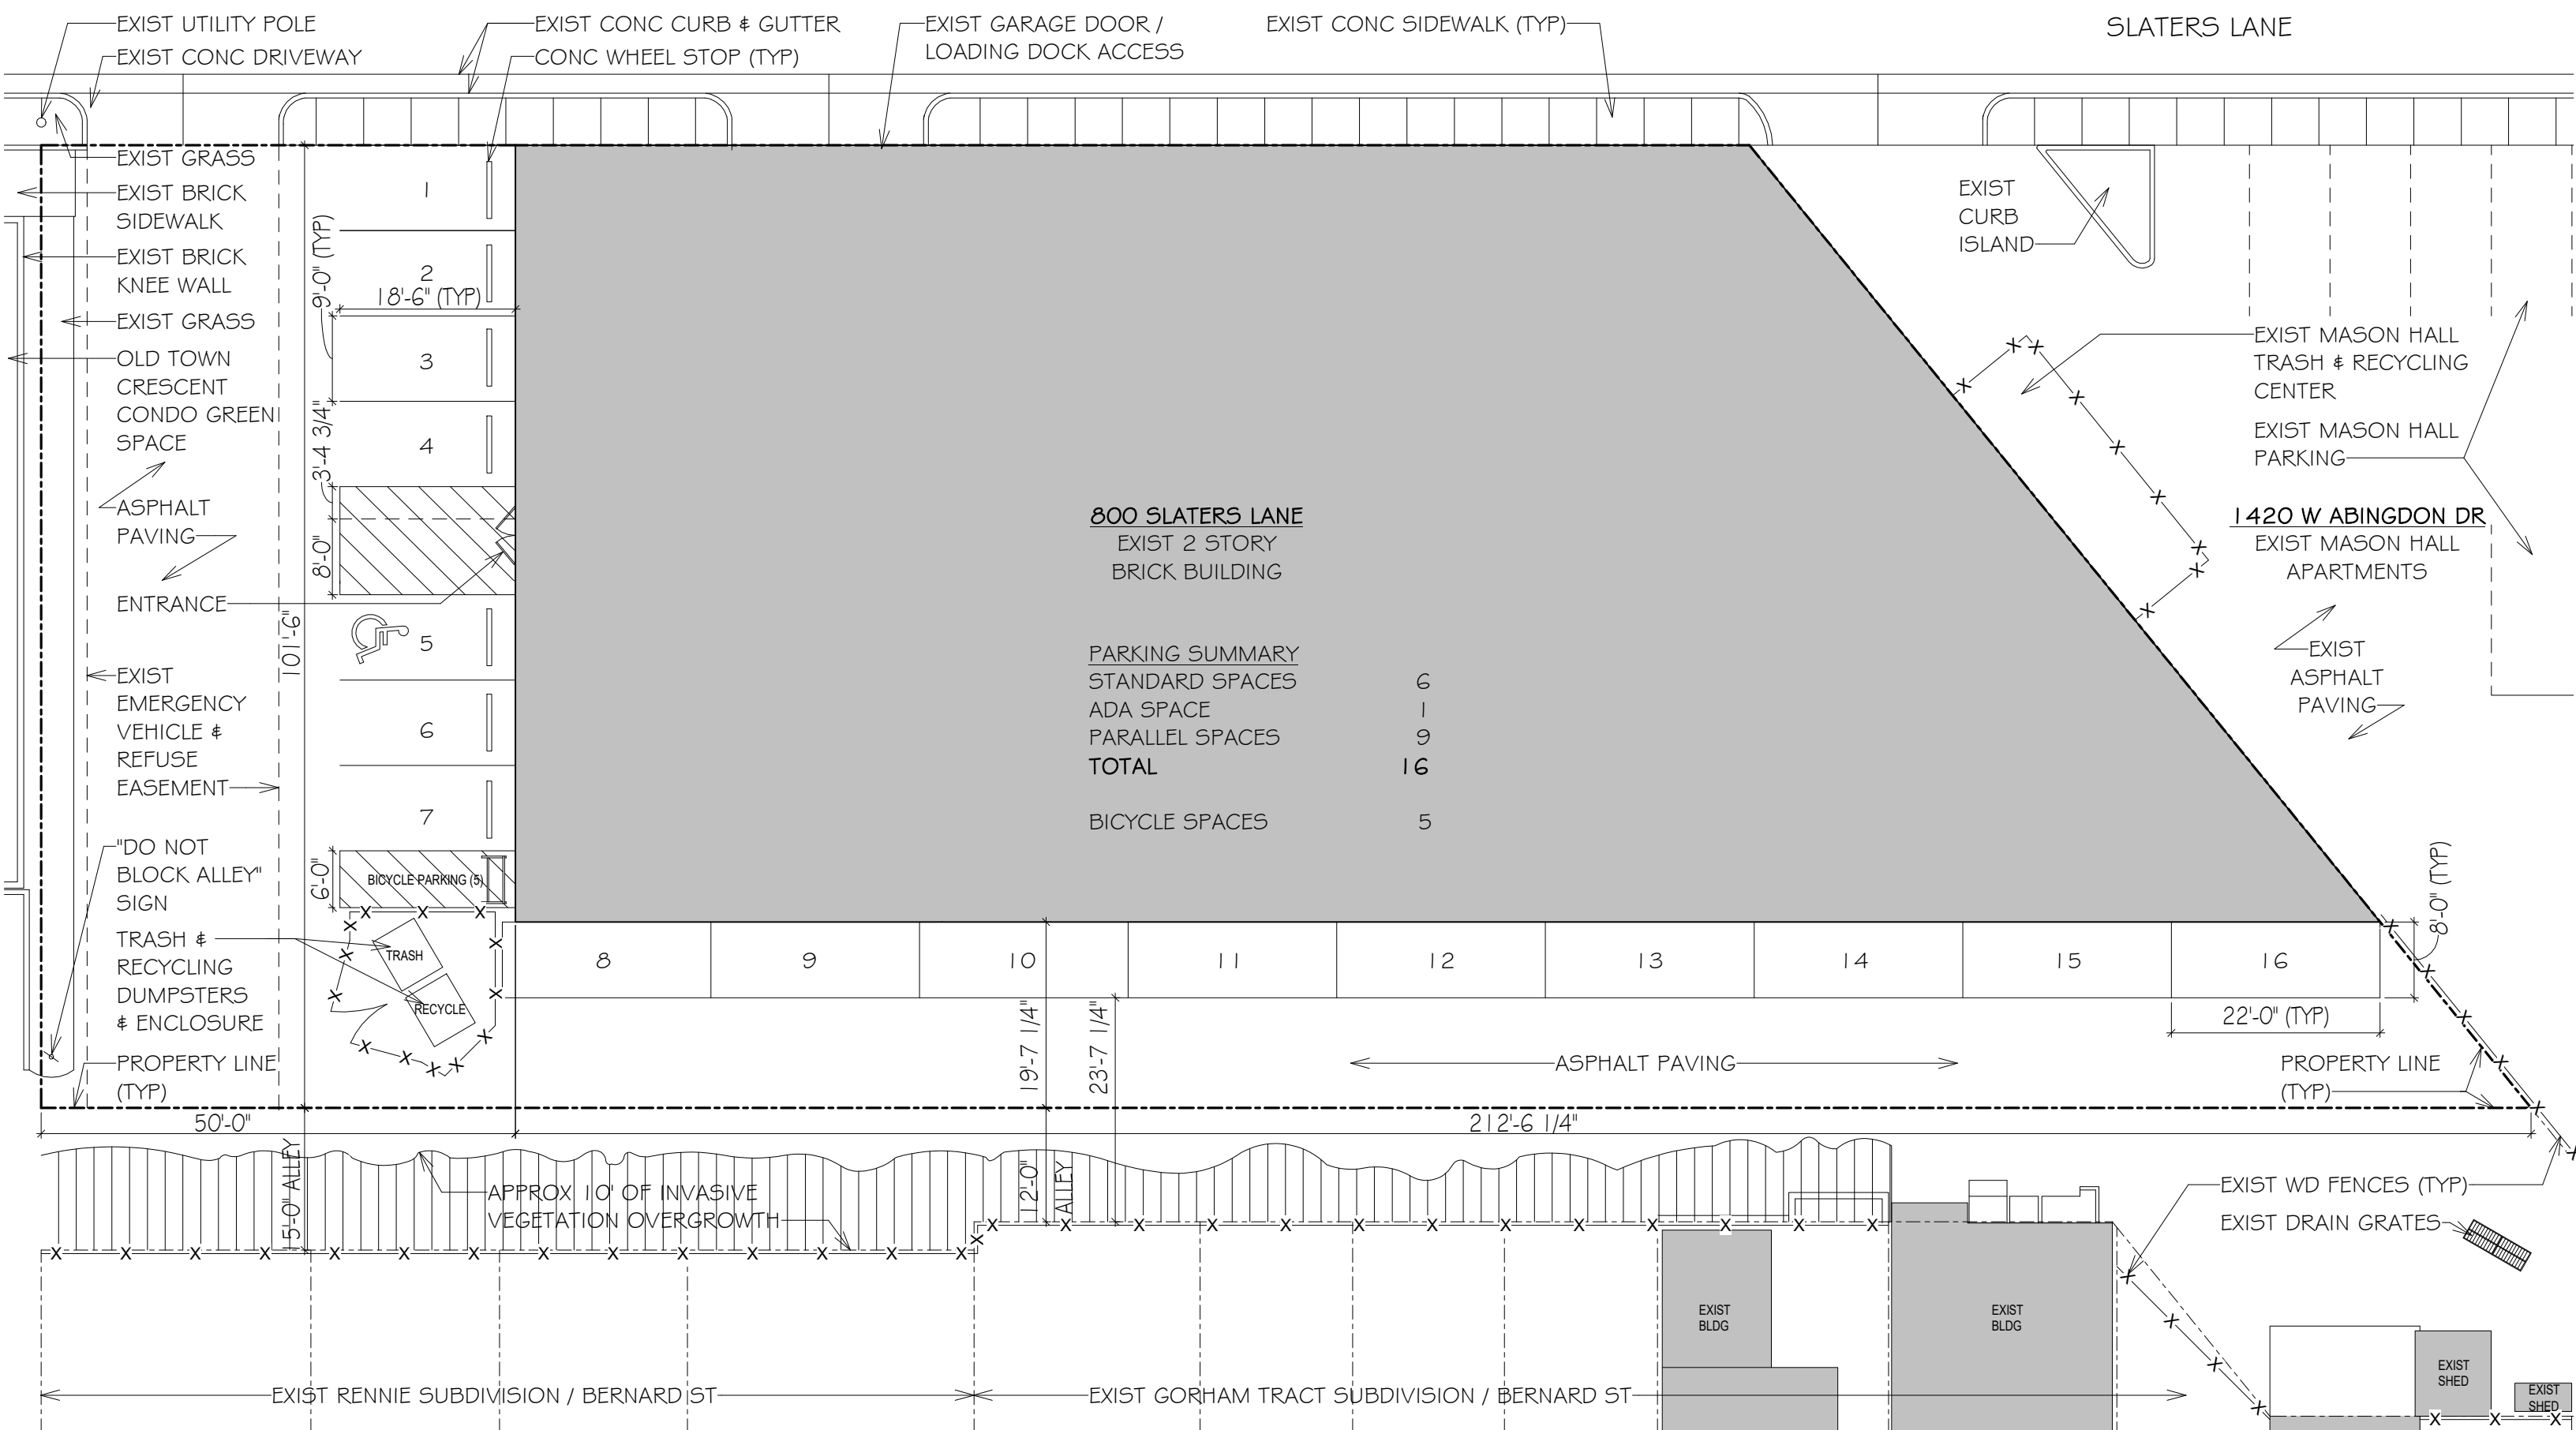 EXIST UTILITY POLE
EXIST CONC DRIVEWAY
EXIST CONC CURB & GUTTER
CONC WHEEL STOP (TYP)
EXIST GARAGE DOOR /
LOADING DOCK ACCESS
EXIST CONC SIDEWALK (TYP)
SLATERS LANE
EXIST GRASS
EXIST BRICK
SIDEWALK
EXIST BRICK
KNEE WALL
EXIST GRASS
OLD TOWN
CRESCENT
CONDO GREEN
SPACE
ASPHALT
PAVING
ENTRANCE
EXIST
EMERGENCY
VEHICLE &
REFUSE
EASEMENT
"DO NOT
BLOCK ALLEY"
SIGN
TRASH &
RECYCLING
DUMPSTERS
& ENCLOSURE
PROPERTY LINE
(TYP)
101'-6"
9'-0" (TYP)
18'-6" (TYP)
3'-4 3/4"
8'-0"
6'-0"
1
2
3
4
5
6
7
BICYCLE PARKING (5)
TRASH
RECYCLE
800 SLATERS LANE
EXIST 2 STORY
BRICK BUILDING
PARKING SUMMARY
STANDARD SPACES 6
ADA SPACE 1
PARALLEL SPACES 9
TOTAL 16
BICYCLE SPACES 5
EXIST
CURB
ISLAND
EXIST MASON HALL
TRASH & RECYCLING
CENTER
EXIST MASON HALL
PARKING
1420 W ABINGDON DR
EXIST MASON HALL
APARTMENTS
EXIST
ASPHALT
PAVING
8'-0" (TYP)
8
9
10
11
12
13
14
15
16
22'-0" (TYP)
19'-7 1/4"
23'-7 1/4"
ASPHALT PAVING
PROPERTY LINE
(TYP)
50'-0"
212'-6 1/4"
15'-0" ALLEY
12'-0"
ALLEY
APPROX 10' OF INVASIVE
VEGETATION OVERGROWTH
EXIST WD FENCES (TYP)
EXIST DRAIN GRATES
EXIST
BLDG
EXIST
BLDG
EXIST
SHED
EXIST
SHED
EXIST RENNIE SUBDIVISION / BERNARD ST
EXIST GORHAM TRACT SUBDIVISION / BERNARD ST